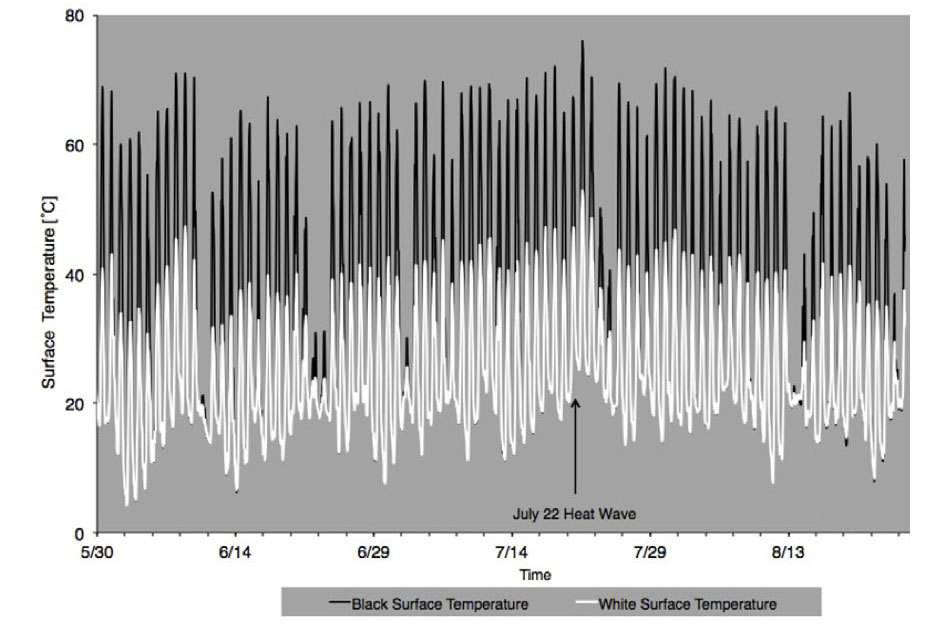 80
60
40
20
0
Surface Temperature [˚C]
July 22 Heat Wave
5/30 6/14 6/29 7/14 7/29 8/13
Time
Black Surface Temperature White Surface Temperature